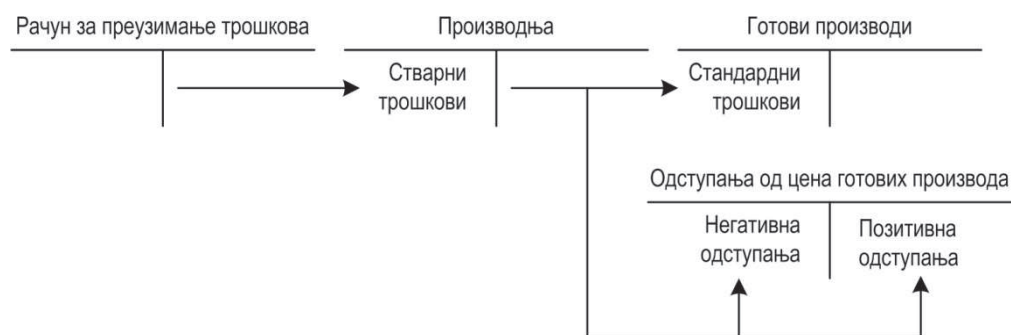 Рачун за преузимање трошкова
Производња
Готови производи
Стварни
трошкови
Стандардни
трошкови
Одступања од цена готових производа
Негативна
одступања
Позитивна
одступања